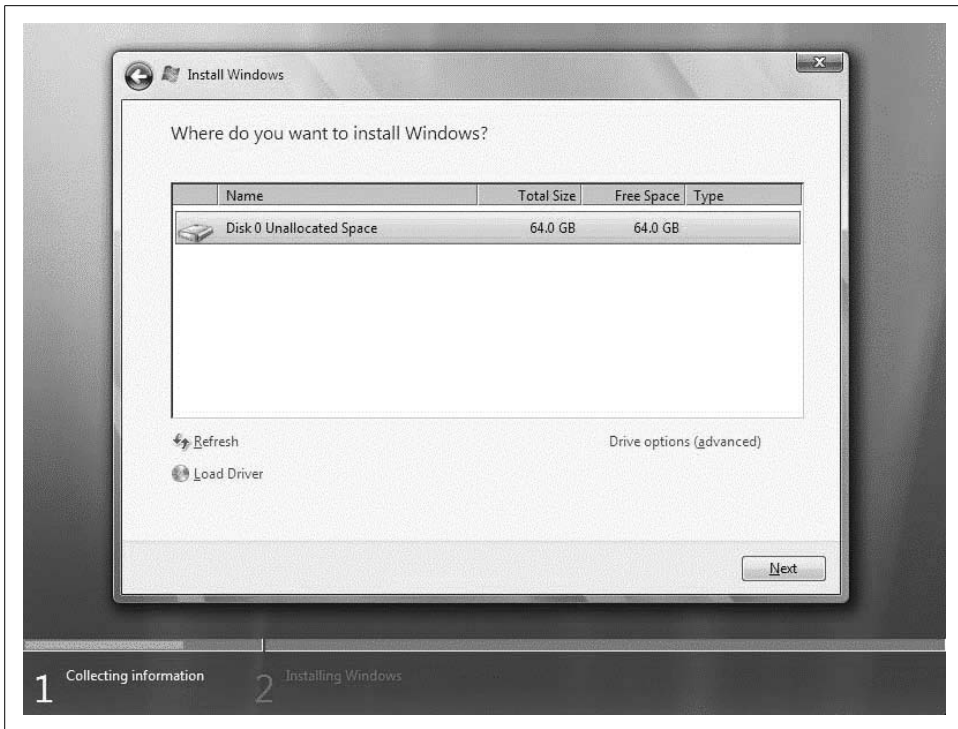 Install Windows
X
Where do you want to install Windows?
Name Total Size Free Space Type
Disk 0 Unallocated Space 64.0 GB 64.0 GB
Refresh
Drive options (advanced)
Load Driver
Next
1 Collecting information
2 Installing Windows